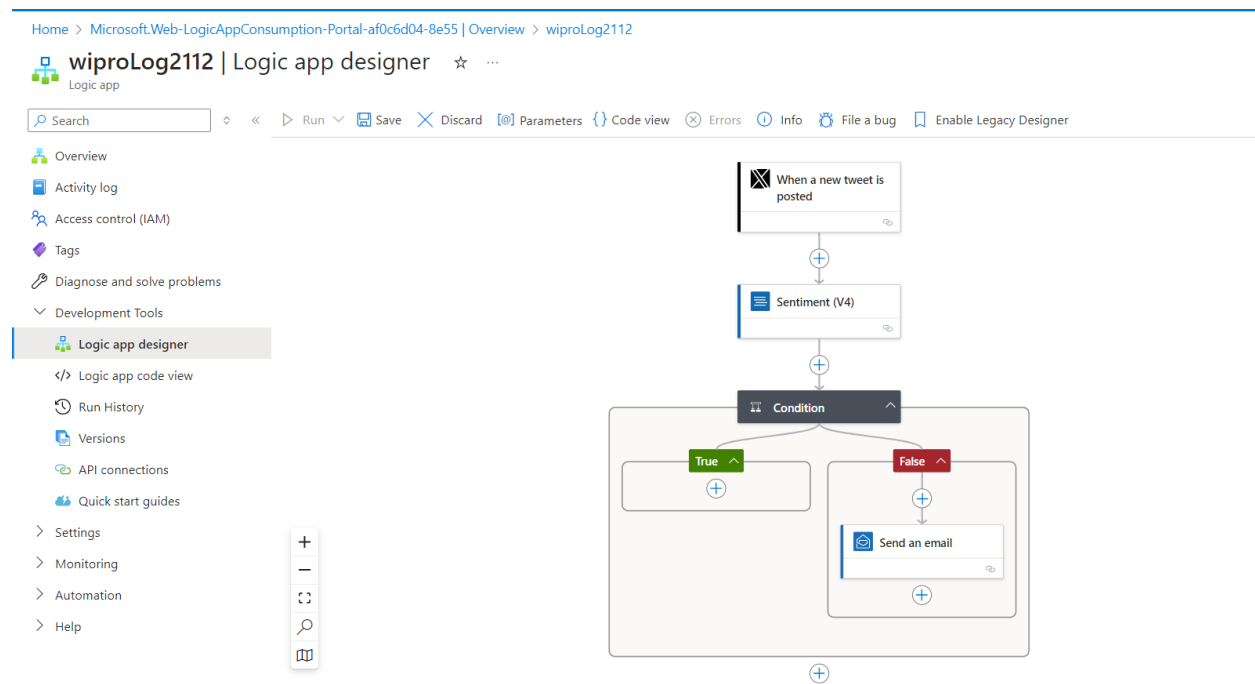 Home > Microsoft.Web-LogicAppConsumption-Portal-af0c6d04-8e55 | Overview > wiproLog2112
wiproLog2112 | Logic app designer
Logic app
Search
Run Save Discard [@] Parameters {} Code view Errors Info File a bug Enable Legacy Designer
Overview
Activity log
Access control (IAM)
Tags
Diagnose and solve problems
Development Tools
Logic app designer
Logic app code view
Run History
Versions
API connections
Quick start guides
Settings
Monitoring
Automation
Help
When a new tweet is
posted
Sentiment (V4)
Condition
True
False
Send an email